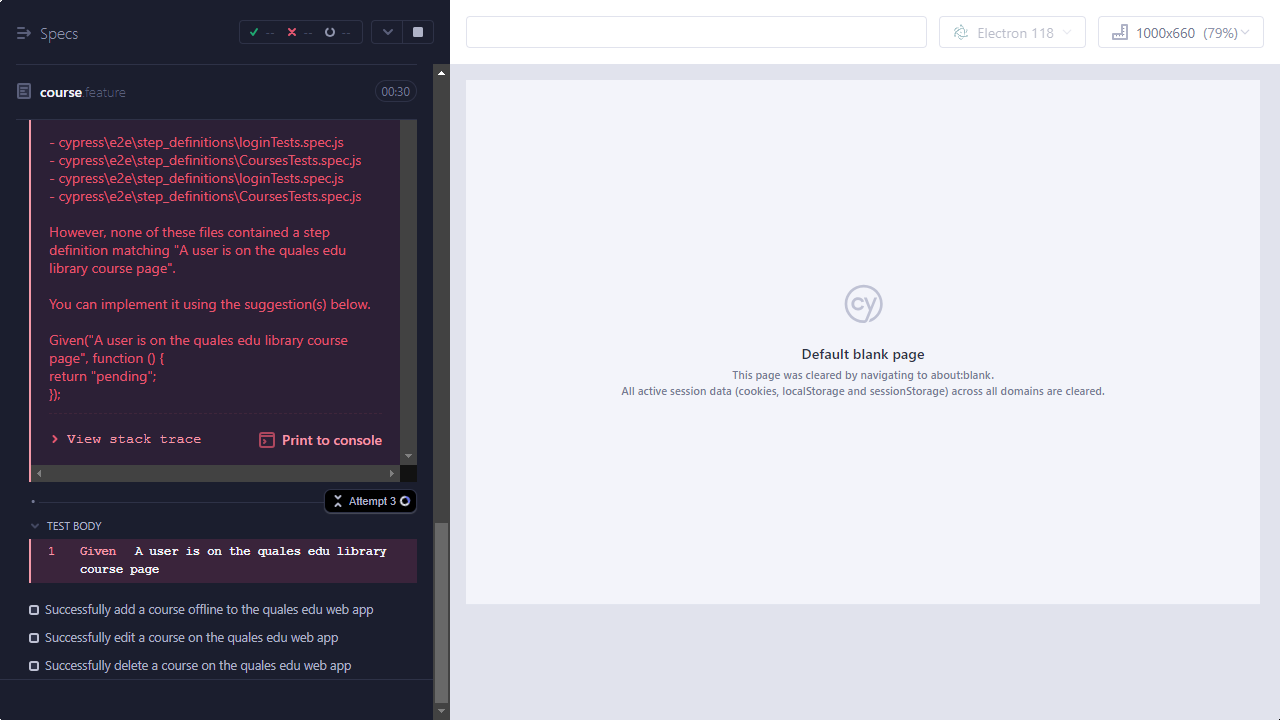 Specs
--
--
--
Electron 118
1000x660 (79%)
course.feature
00:30
- cypress\e2e\step_definitions\loginTests.spec.js
- cypress\e2e\step_definitions\CoursesTests.spec.js
- cypress\e2e\step_definitions\loginTests.spec.js
- cypress\e2e\step_definitions\CoursesTests.spec.js
However, none of these files contained a step
definition matching "A user is on the quales edu
library course page".
You can implement it using the suggestion(s) below.
Given("A user is on the quales edu library course
page", function () {
return "pending";
});
View stack trace
Print to console
Attempt 3
TEST BODY
1 Given A user is on the quales edu library
course page
Successfully add a course offline to the quales edu web app
Successfully edit a course on the quales edu web app
Successfully delete a course on the quales edu web app
cy
Default blank page
This page was cleared by navigating to about:blank.
All active session data (cookies, localStorage and sessionStorage) across all domains are cleared.